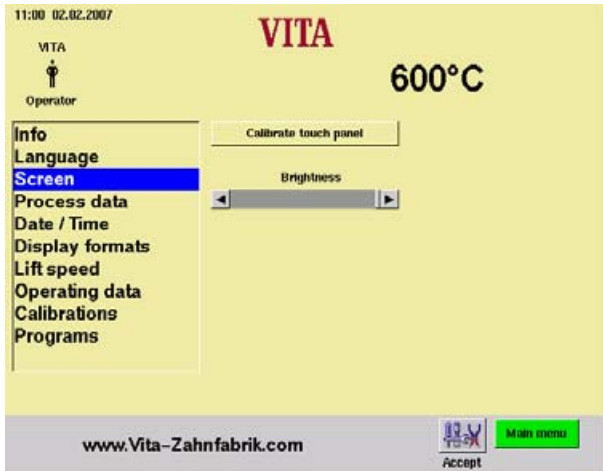 11:00 02.02.2007
VITA
VITA
600°C
Operator
Info
Language
Screen
Process data
Date / Time
Display formats
Lift speed
Operating data
Calibrations
Programs
Calibrate touch panel
Brightness
www.Vita-Zahnfabrik.com
Accept
Main menu